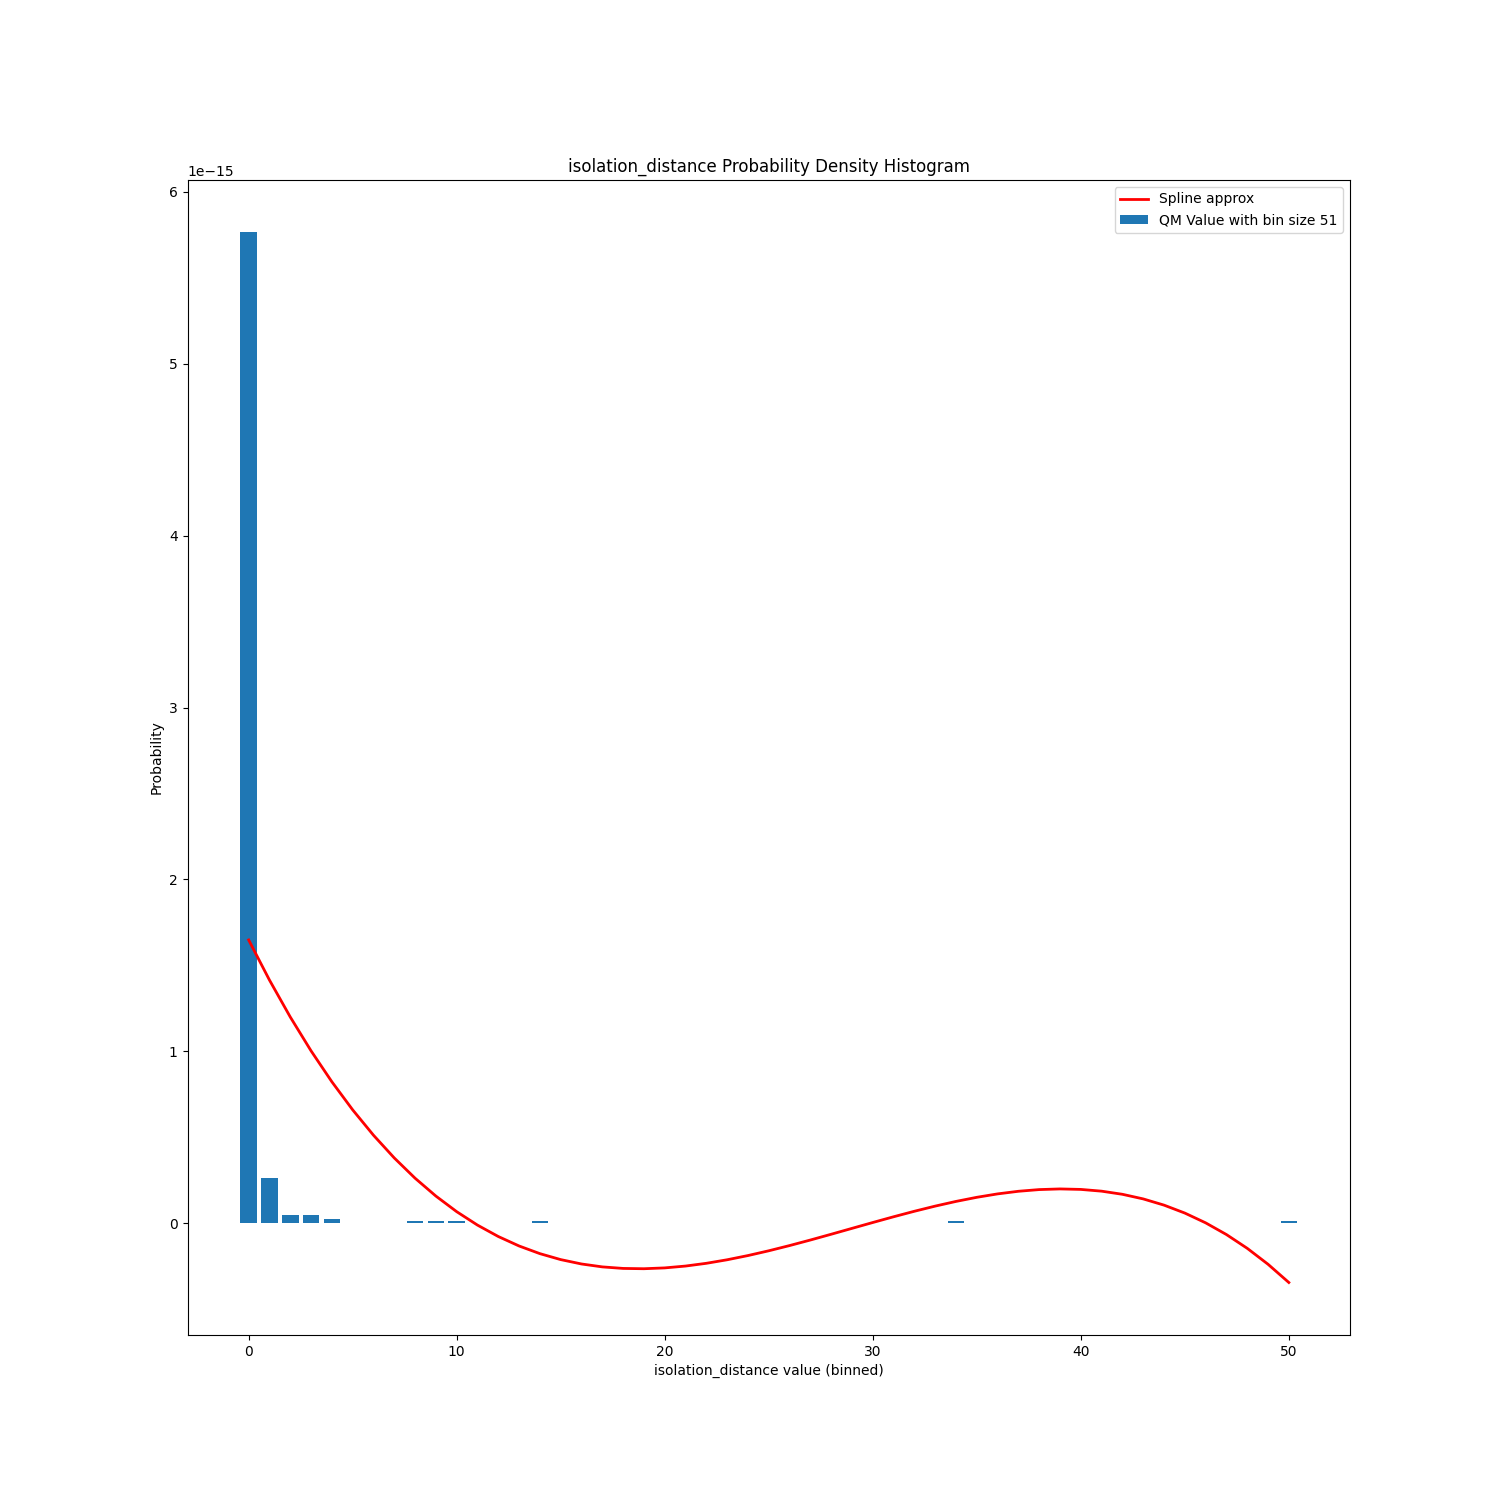 isolation_distance Probability Density Histogram
1e−15
Spline approx
QM Value with bin size 51
6
5
4
3
2
1
0
Probability
0 10 20 30 40 50
isolation_distance value (binned)